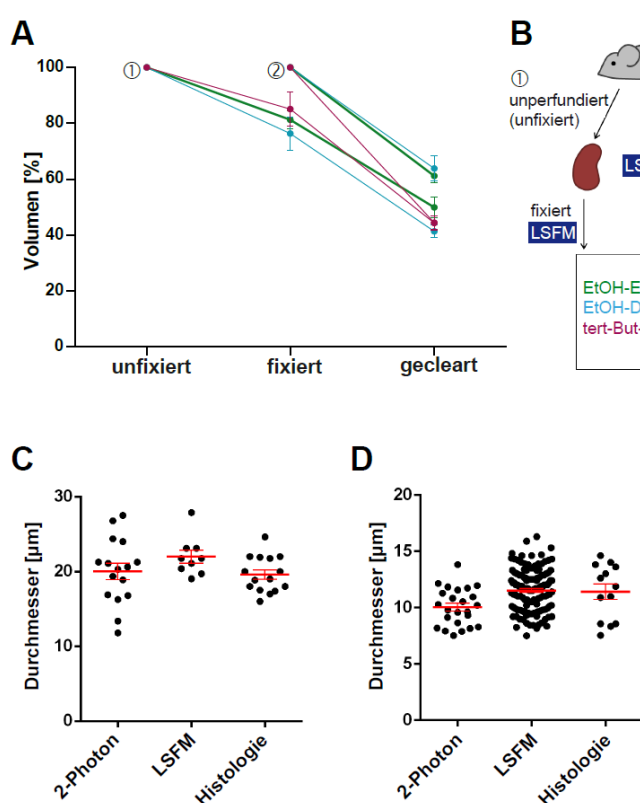 A
Volumen [%]
100
80
60
40
20
0
①
②
unfixiert
fixiert
gecleart
B
①
unperfundiert
(unfixiert)
LS
fixiert
LSFM
EtOH-E
EtOH-D
tert-But-
C
Durchmesser [µm]
30
20
10
0
2-Photon
LSFM
Histologie
D
Durchmesser [µm]
20
15
10
5
0
2-Photon
LSFM
Histologie